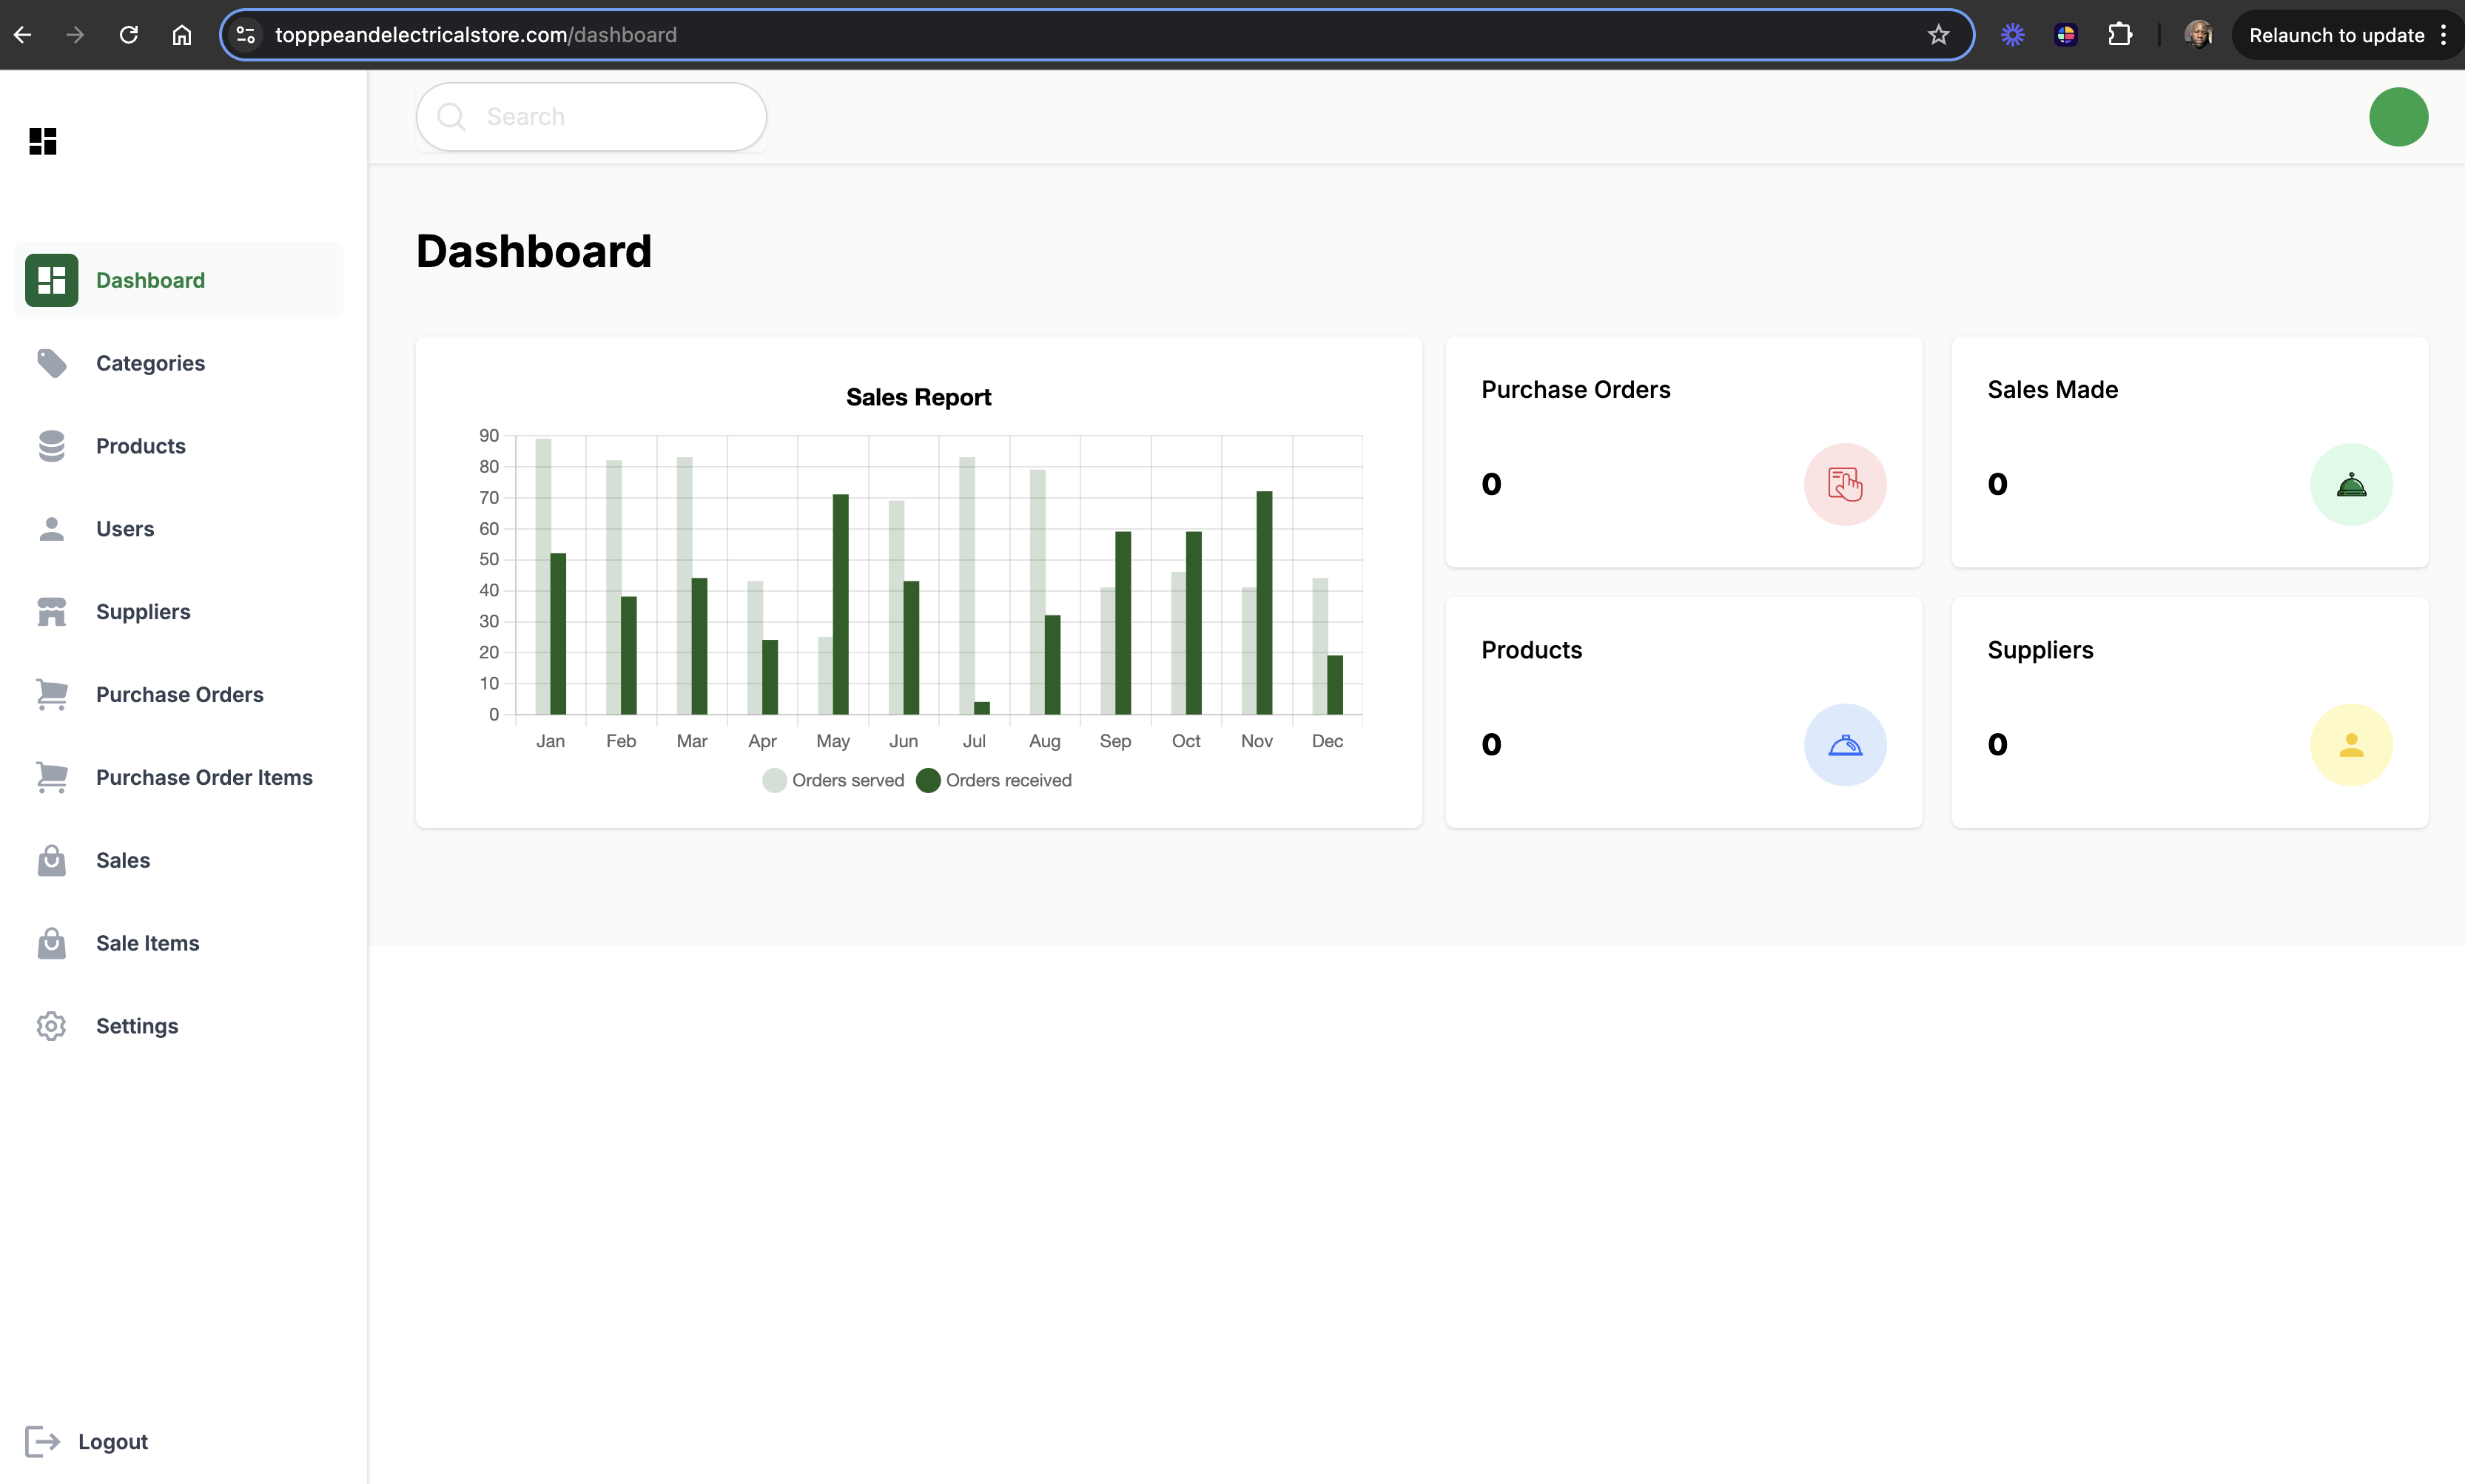 topppeandelectricalstore.com/dashboard
Relaunch to update
Search
Dashboard
Categories
Products
Users
Suppliers
Purchase Orders
Purchase Order Items
Sales
Sale Items
Settings
Logout
Dashboard
Sales Report
90
80
70
60
50
40
30
20
10
0
Jan Feb Mar Apr May Jun Jul Aug Sep Oct Nov Dec
Orders served Orders received
Purchase Orders
0
Sales Made
0
Products
0
Suppliers
0